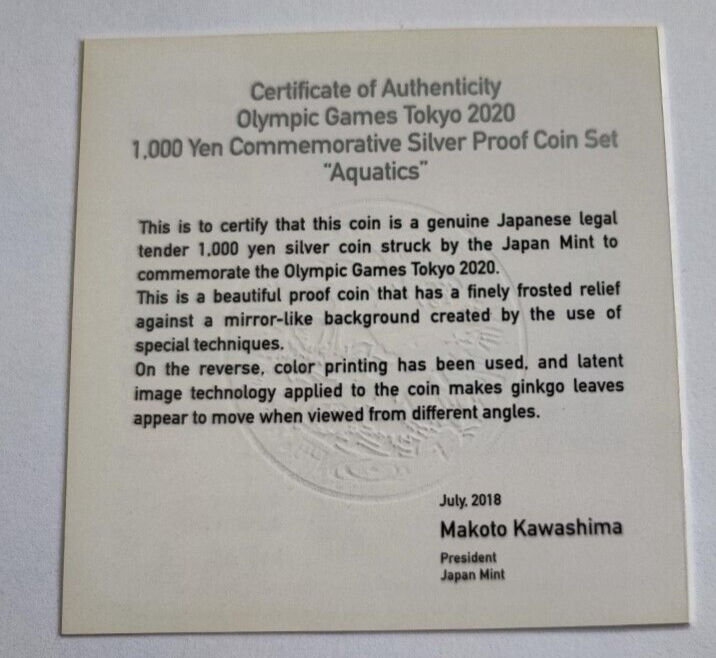 Certificate of Authenticity
Olympic Games Tokyo 2020
1,000 Yen Commemorative Silver Proof Coin Set
"Aquatics"
This is to certify that this coin is a genuine Japanese legal
tender 1,000 yen silver coin struck by the Japan Mint to
commemorate the Olympic Games Tokyo 2020.
This is a beautiful proof coin that has a finely frosted relief
against a mirror-like background created by the use of
special techniques.
On the reverse, color printing has been used, and latent
image technology applied to the coin makes ginkgo leaves
appear to move when viewed from different angles.
July, 2018
Makoto Kawashima
President
Japan Mint